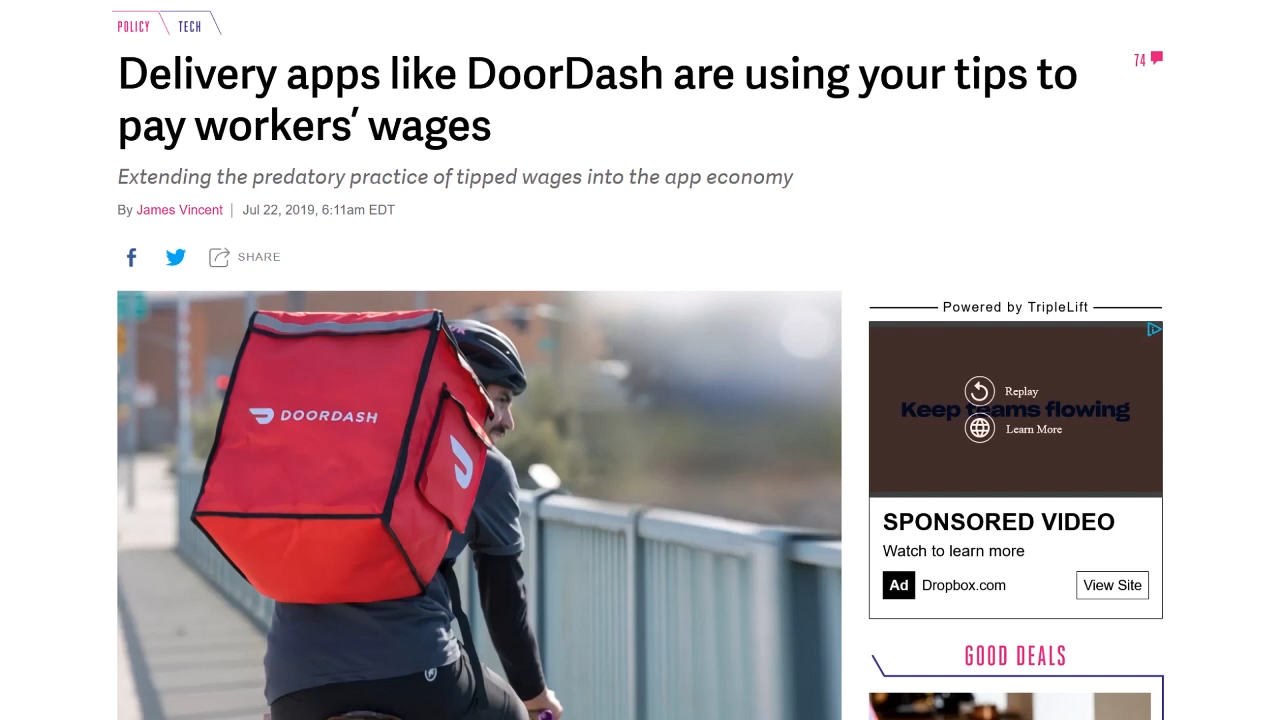 POLICY TECH
Delivery apps like DoorDash are using your tips to
pay workers’ wages
74
Extending the predatory practice of tipped wages into the app economy
By James Vincent | Jul 22, 2019, 6:11am EDT
SHARE
DOORDASH
Powered by TripleLift
Replay
Keep teams flowing
Learn More
SPONSORED VIDEO
Watch to learn more
Ad Dropbox.com View Site
GOOD DEALS